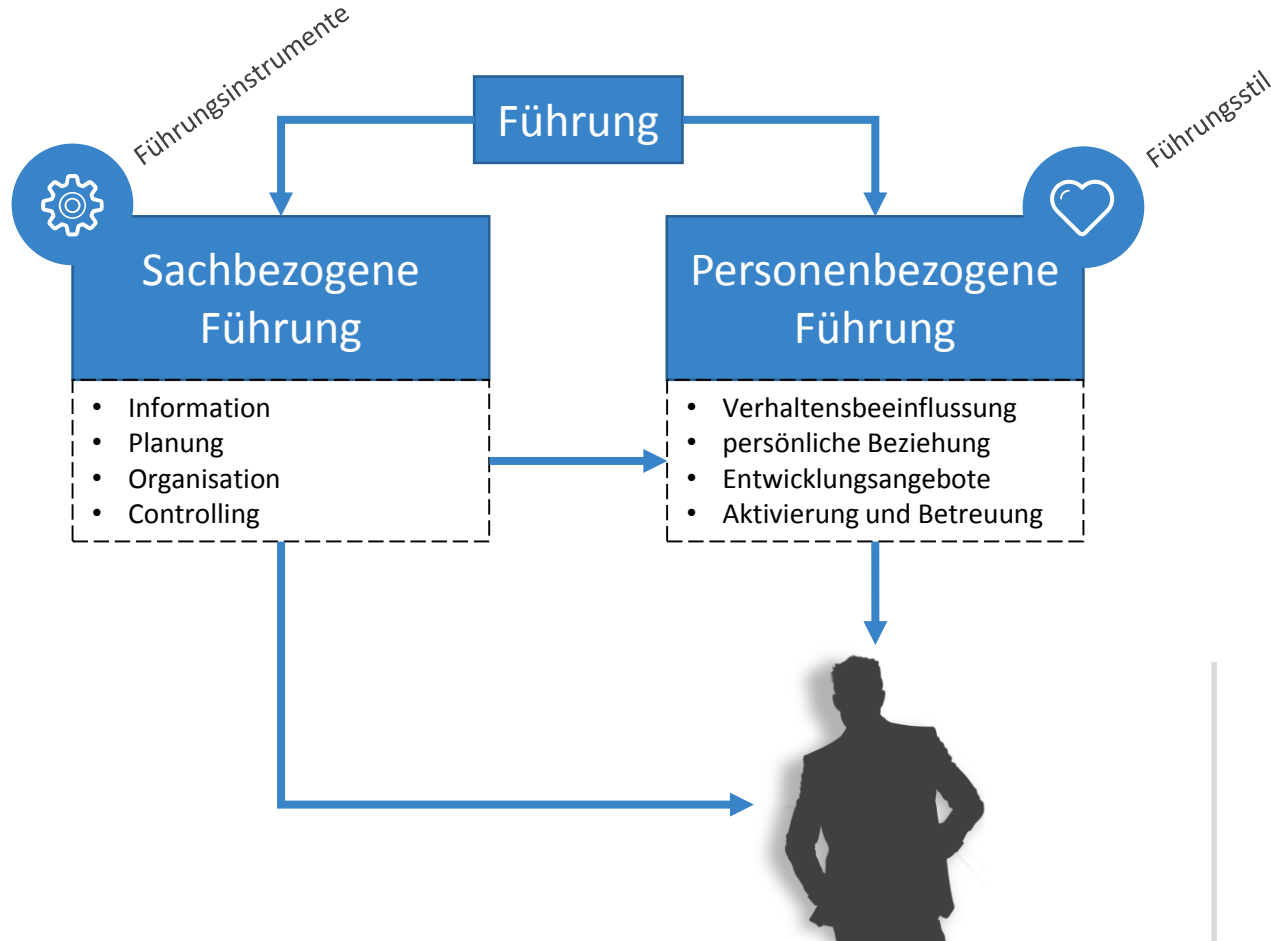 Führungsinstrumente
Führung
Führungsstil
Sachbezogene
Führung
• Information
• Planung
• Organisation
• Controlling
Personenbezogene
Führung
• Verhaltensbeeinflussung
• persönliche Beziehung
• Entwicklungsangebote
• Aktivierung und Betreuung